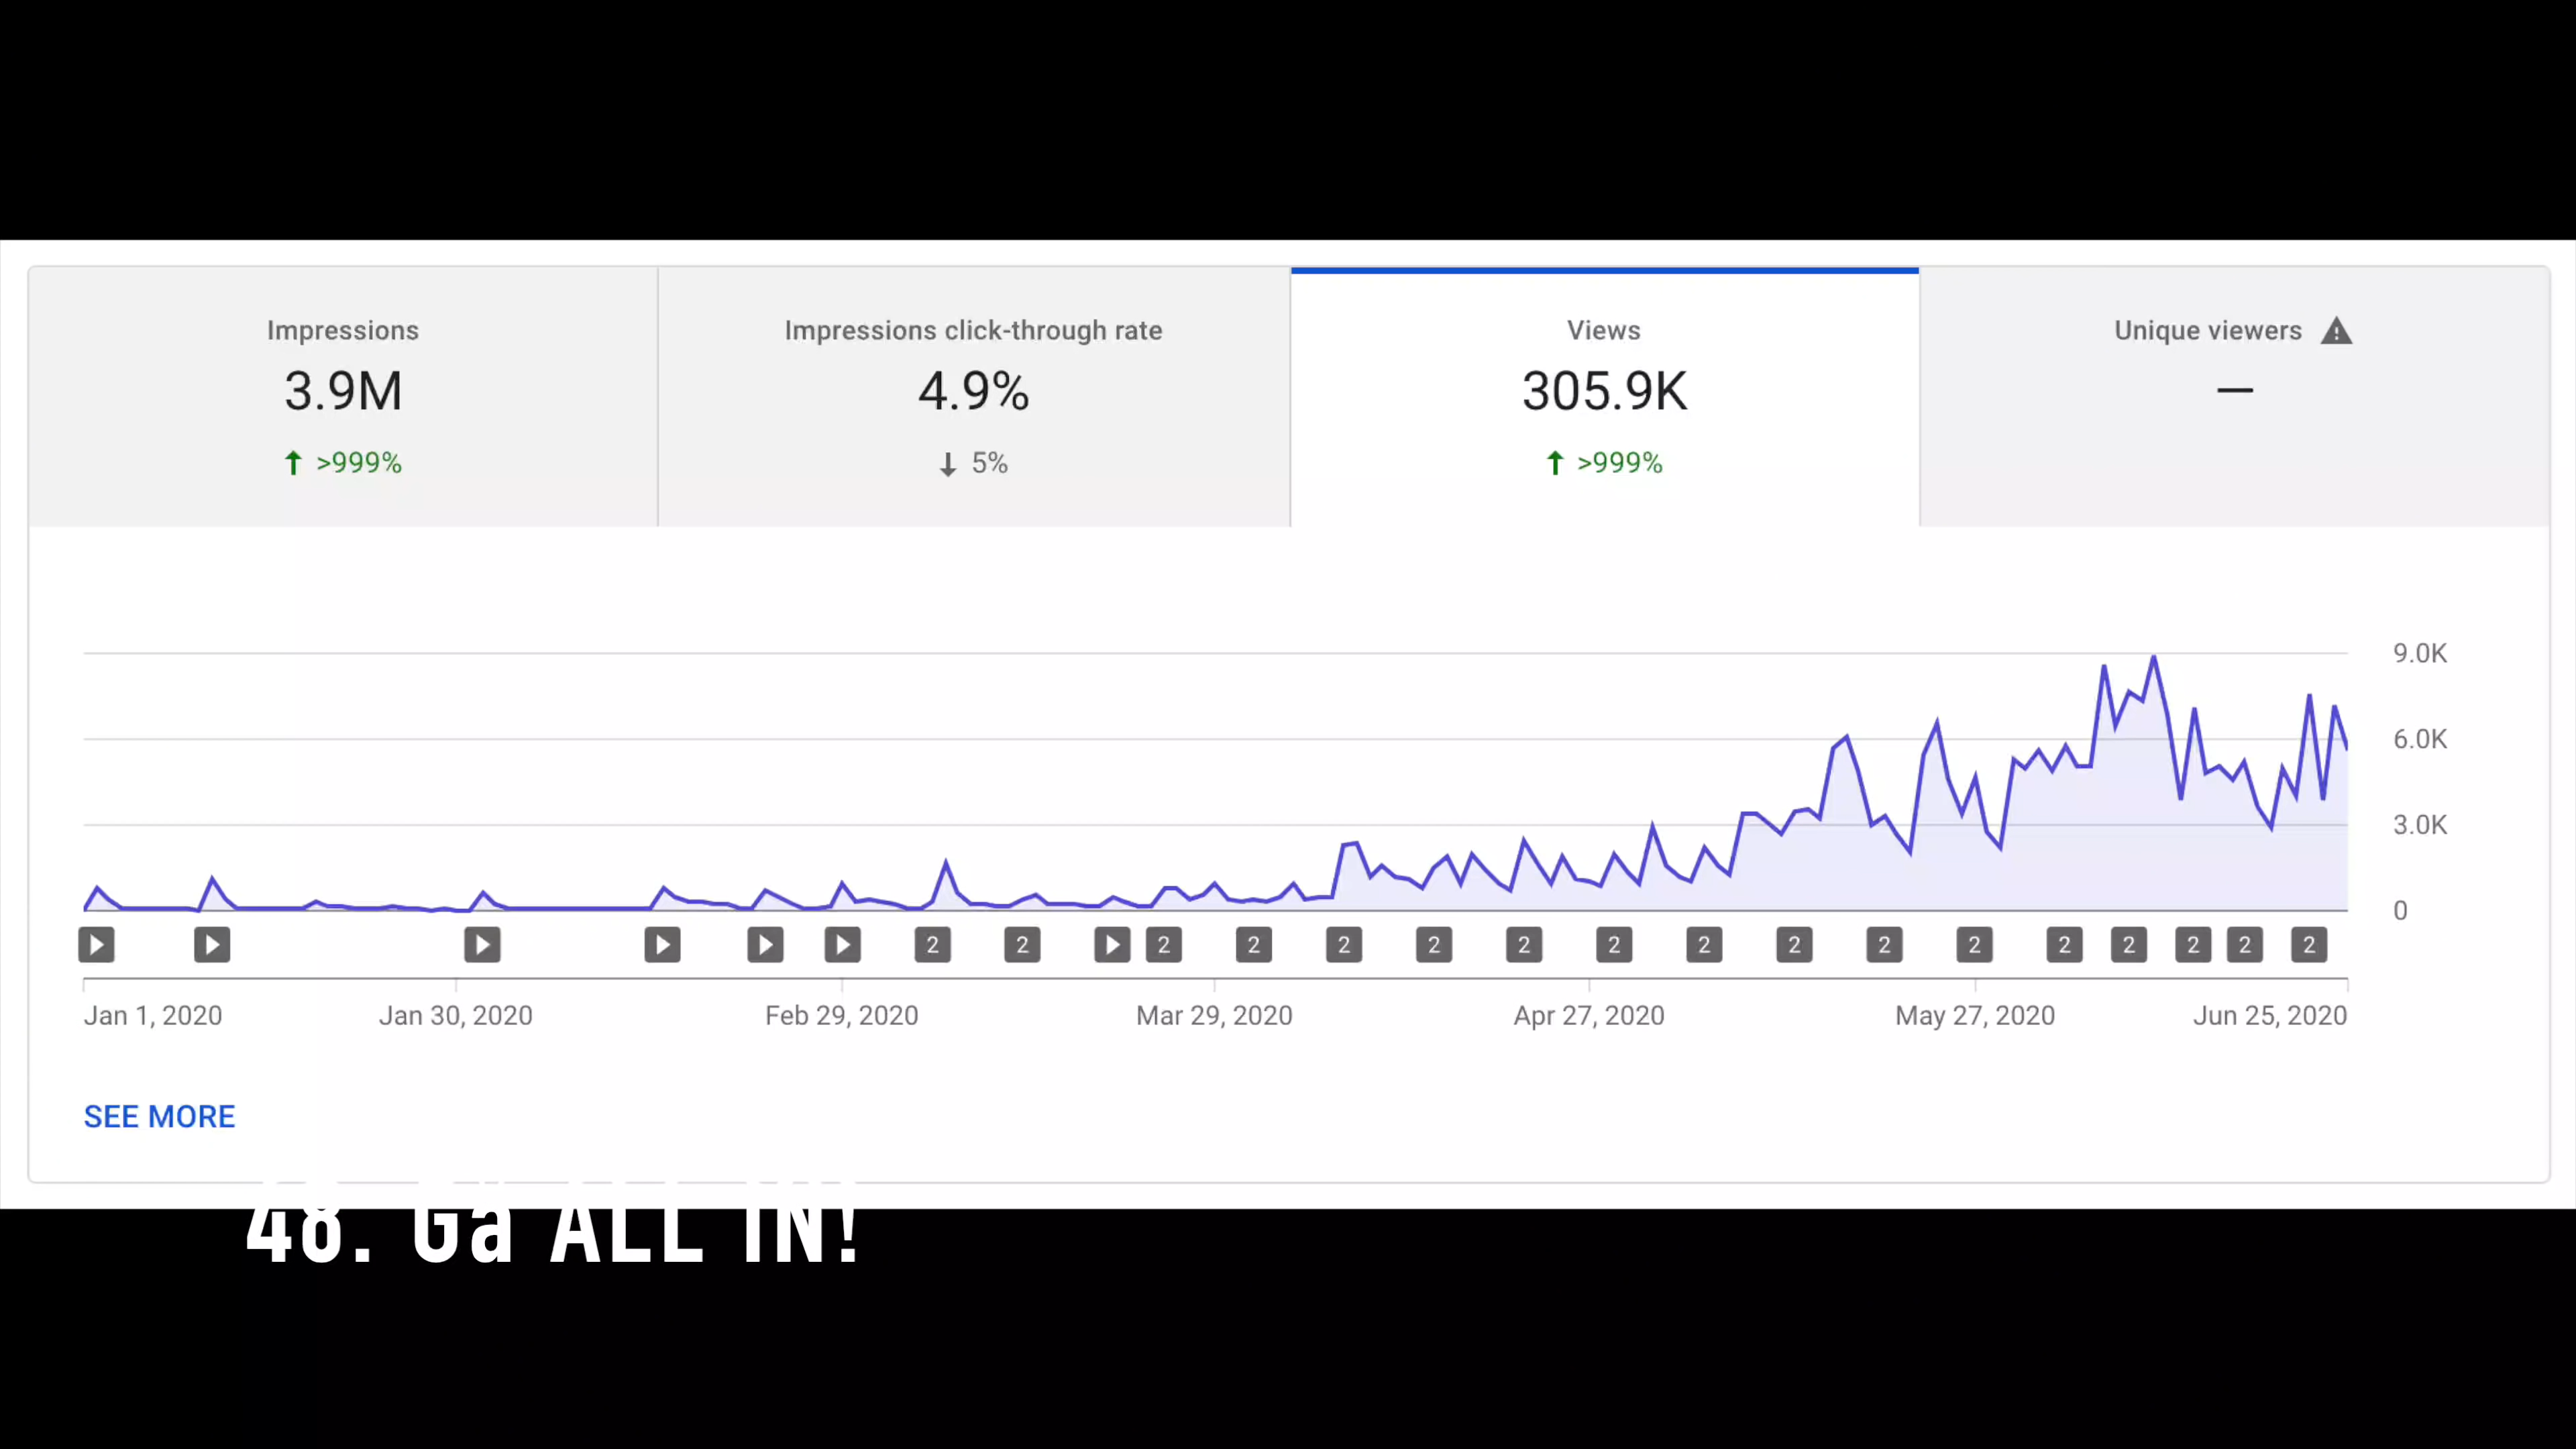 Impressions
3.9M
>999%
Impressions click-through rate
4.9%
5%
Views
305.9K
>999%
Unique viewers
—
9.0K
6.0K
3.0K
0
2 2 2 2 2 2 2 2 2 2 2 2 2 2 2 2 2
Jan 1, 2020 Jan 30, 2020 Feb 29, 2020 Mar 29, 2020 Apr 27, 2020 May 27, 2020 Jun 25, 2020
SEE MORE
48. Ga ALL IN!